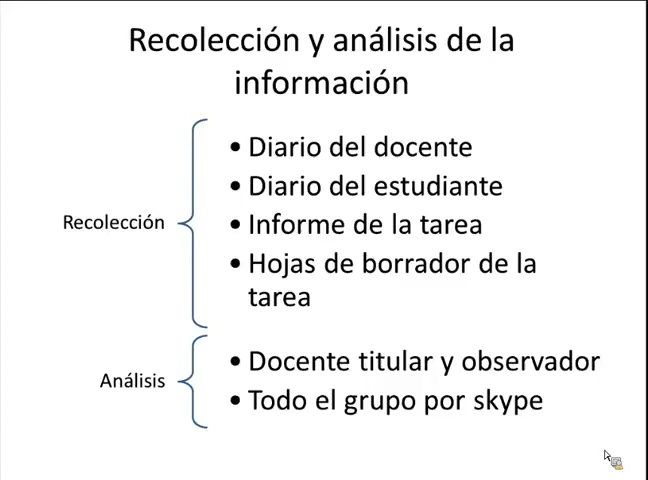 Recolección y análisis de la
información
Recolección
• Diario del docente
• Diario del estudiante
• Informe de la tarea
• Hojas de borrador de la
tarea
Análisis
• Docente titular y observador
• Todo el grupo por skype